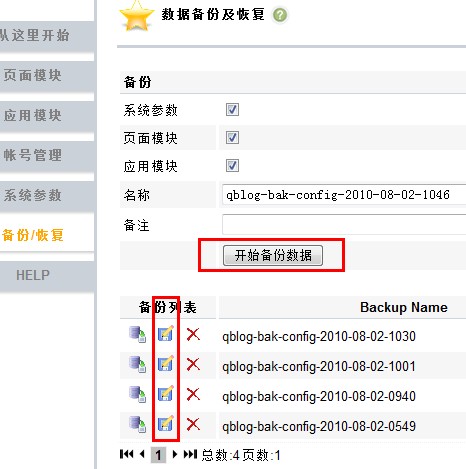 数据备份及恢复
从这里开始
页面模块
应用模块
帐号管理
系统参数
备份/恢复
HELP
备份
系统参数
页面模块
应用模块
名称 qblog-bak-config-2010-08-02-1046
备注
开始备份数据
备份列表 Backup Name
qblog-bak-config-2010-08-02-1030
qblog-bak-config-2010-08-02-1001
qblog-bak-config-2010-08-02-0940
qblog-bak-config-2010-08-02-0549
1 总数:4页数:1